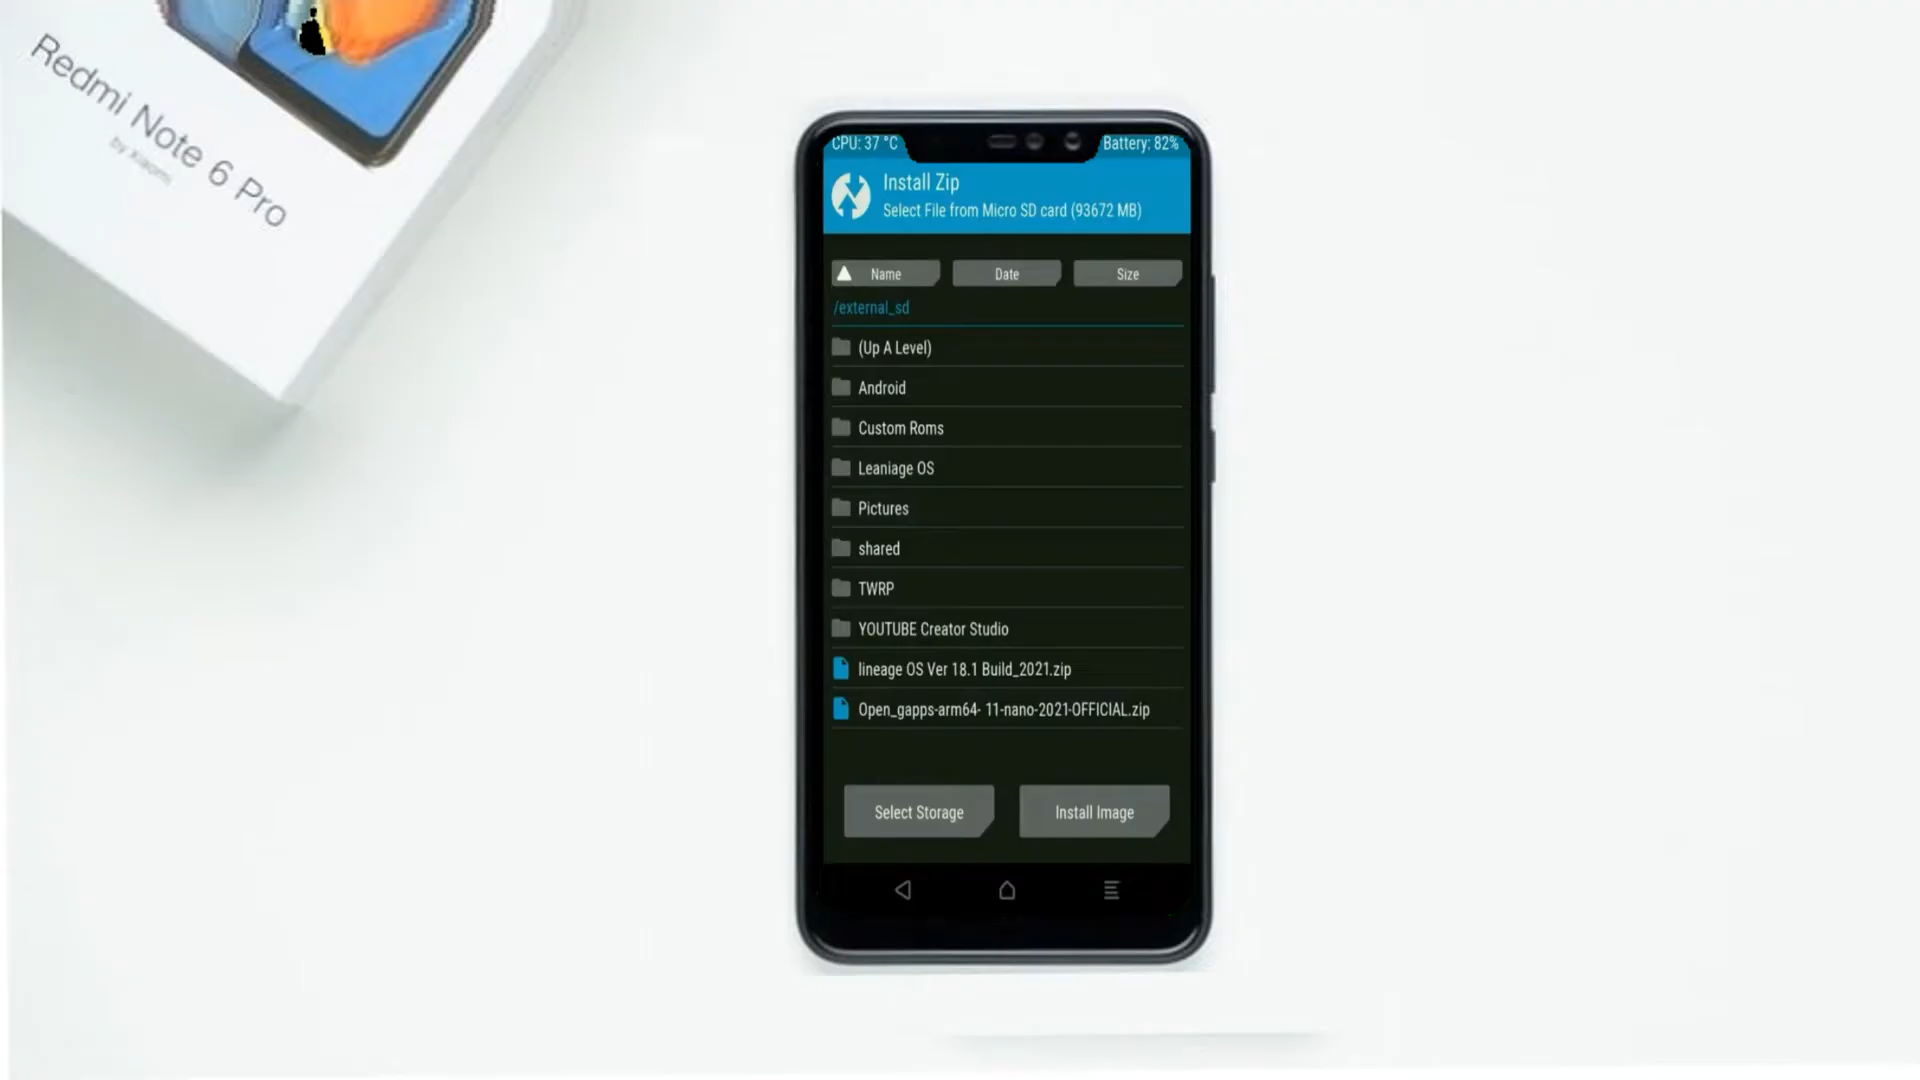 Redmi Note 6 Pro
by Xiaomi
CPU: 37 °C
Battery: 82%
Install Zip
Select File from Micro SD card (93672 MB)
Name
Date
Size
/external_sd
(Up A Level)
Android
Custom Roms
Leaniage OS
Pictures
shared
TWRP
YOUTUBE Creator Studio
lineage OS Ver 18.1 Build_2021.zip
Open_gapps-arm64- 11-nano-2021-OFFICIAL.zip
Select Storage
Install Image